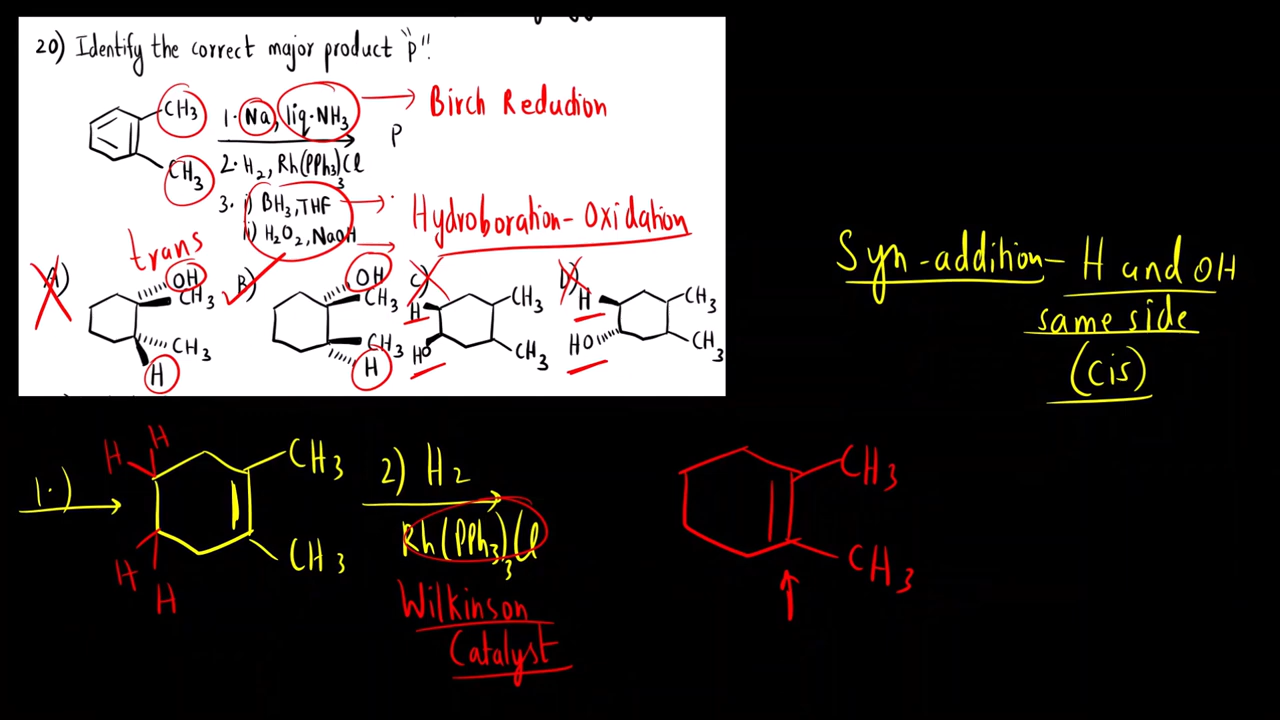 20) Identify the correct major product "p"!
CH3
1. Na, liq. NH3
Birch Reduction
P
CH3
2. H2, Rh(PPh3)3Cl
3. i) BH3, THF
ii) H2O2, NaOH
Hydroboration - Oxidation
trans
A)
OH
CH3
CH3
H
B)
OH
CH3
CH3
H
C)
H
HO
CH3
CH3
D)
H
HO
CH3
CH3
Syn-addition - H and OH
same side
(cis)
1.)
H
H
H
H
CH3
CH3
2) H2
Rh(PPh3)3Cl
Wilkinson
Catalyst
CH3
CH3